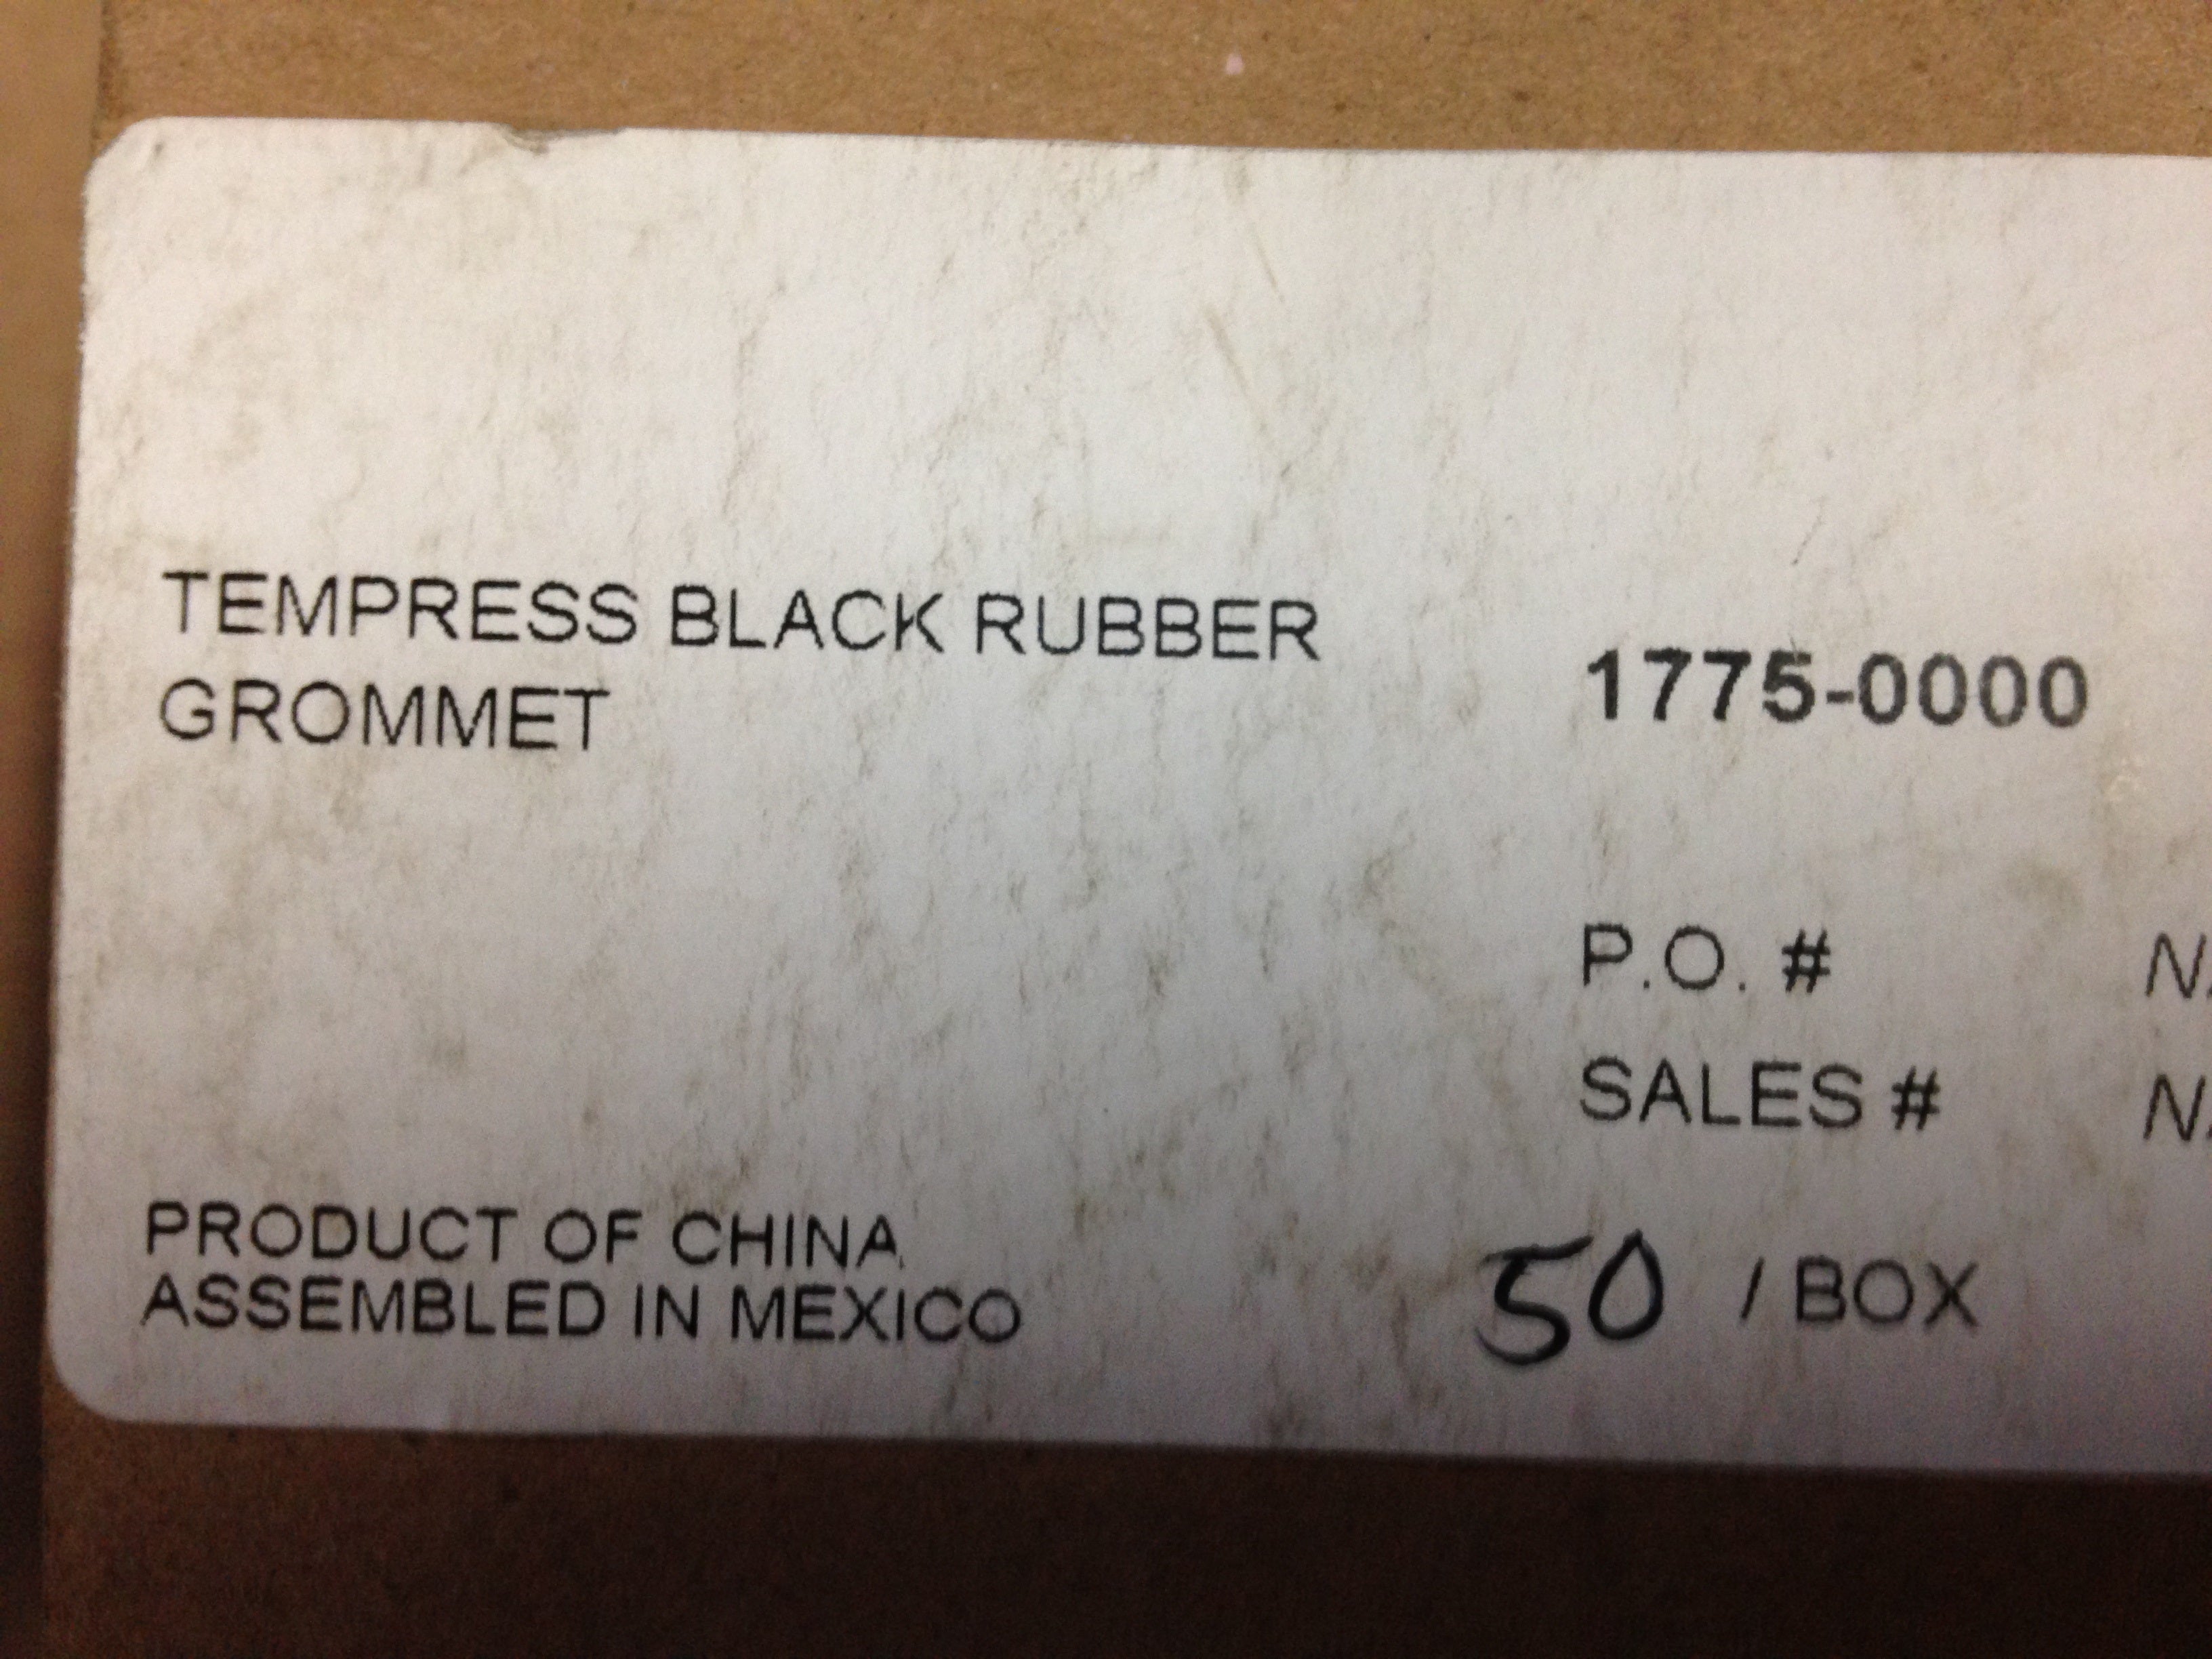 TEMPRESS BLACK RUBBER
GROMMET
1775-0000
P.O. #
SALES #
PRODUCT OF CHINA
ASSEMBLED IN MEXICO
50 / BOX